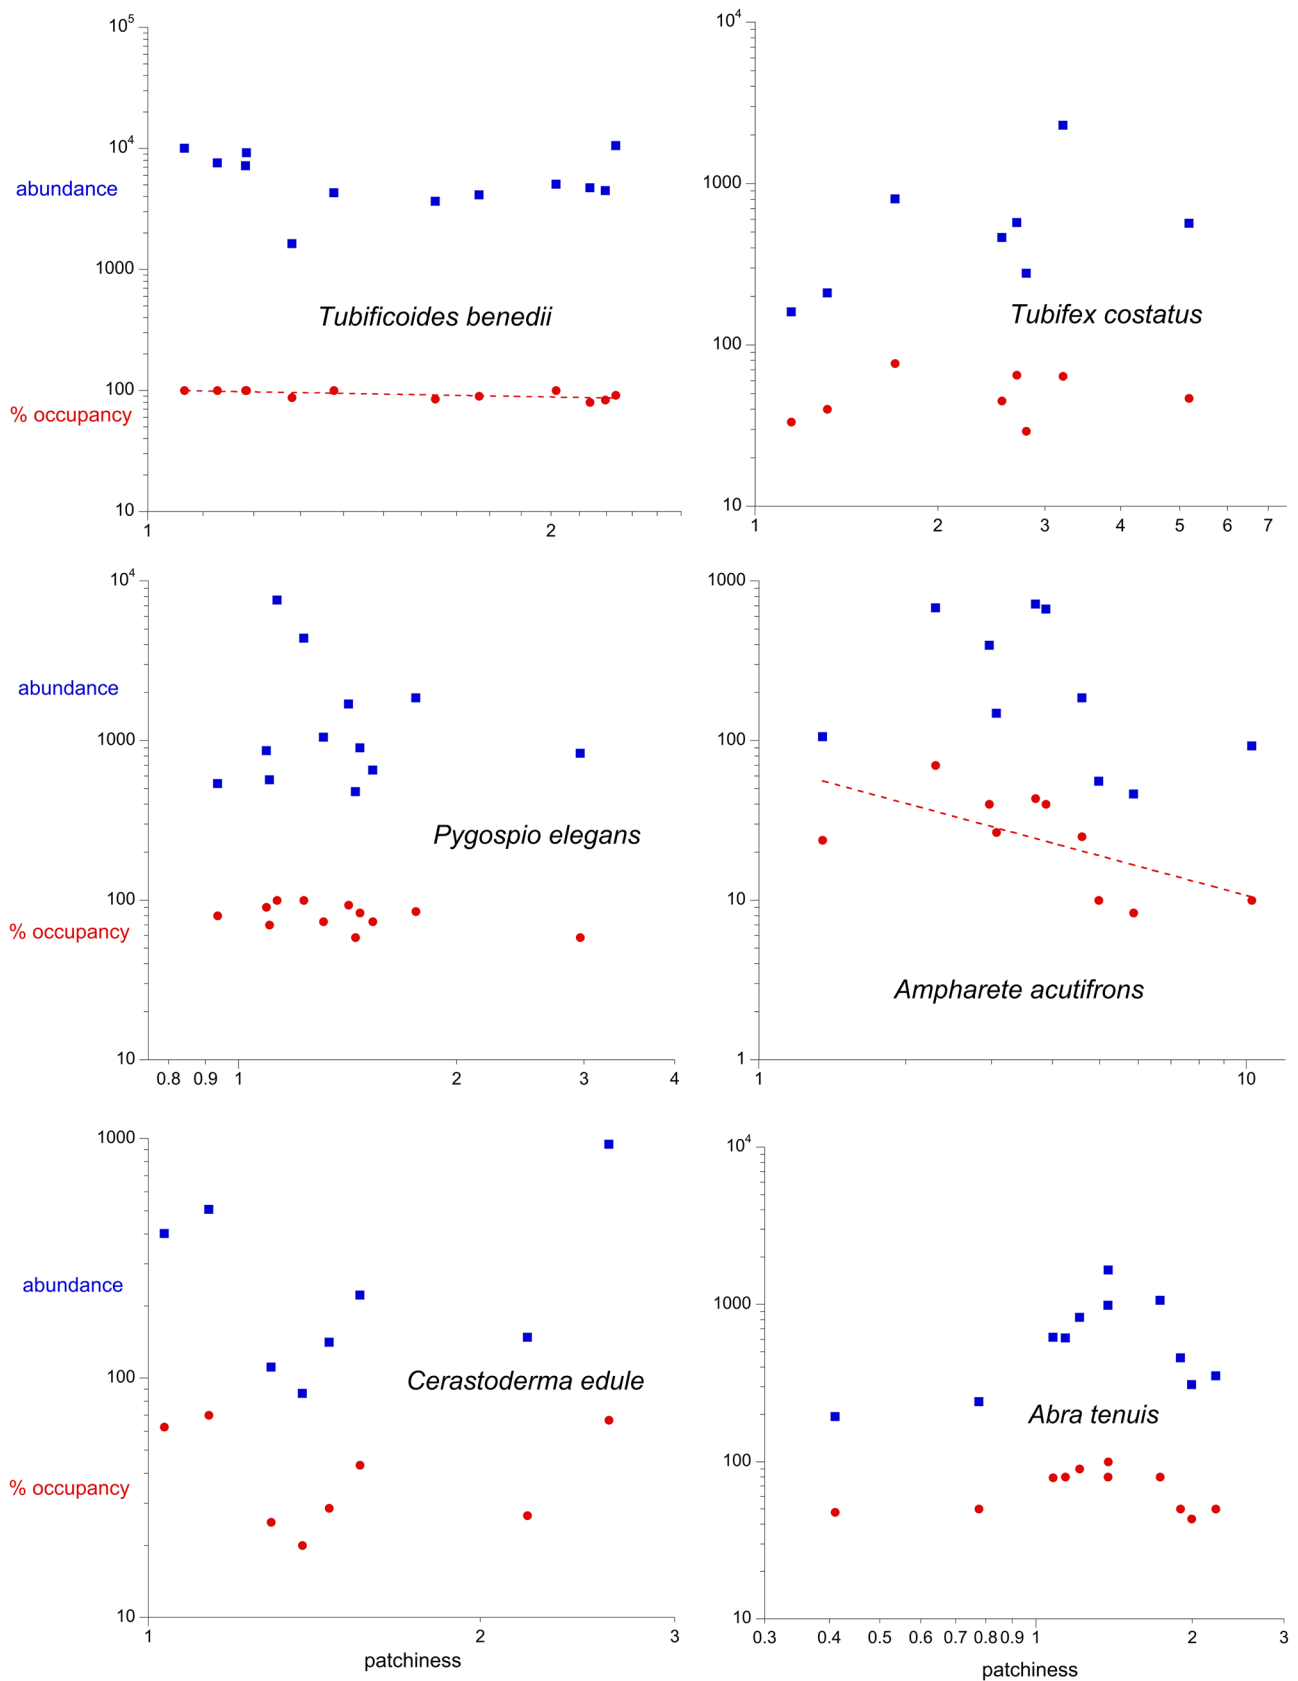 10^5
10^4
1000
100
10
abundance
% occupancy
Tubificoides benedii
1 2
10^4
1000
100
10
Tubifex costatus
1 2 3 4 5 6 7
10^4
1000
100
10
abundance
% occupancy
Pygospio elegans
0.8 0.9 1 2 3 4
1000
100
10
1
Ampharete acutifrons
1 10
1000
100
10
abundance
% occupancy
Cerastoderma edule
1 2 3
patchiness
10^4
1000
100
10
Abra tenuis
0.3 0.4 0.5 0.6 0.7 0.8 0.9 1 2 3
patchiness